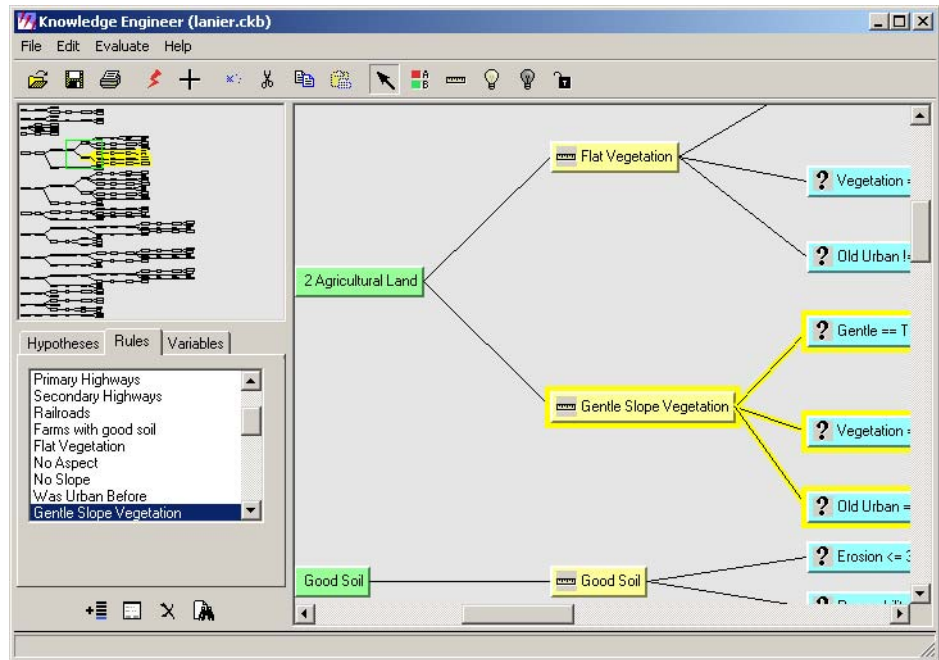 Knowledge Engineer (lanier.ckb)
File Edit Evaluate Help
A
B
Flat Vegetation
? Vegetation =
? Old Urban !=
2 Agricultural Land
? Gentle == T
Gentle Slope Vegetation
? Vegetation =
? Old Urban =
? Erosion <= 3
Good Soil
Good Soil
Hypotheses Rules Variables
Primary Highways
Secondary Highways
Railroads
Farms with good soil
Flat Vegetation
No Aspect
No Slope
Was Urban Before
Gentle Slope Vegetation